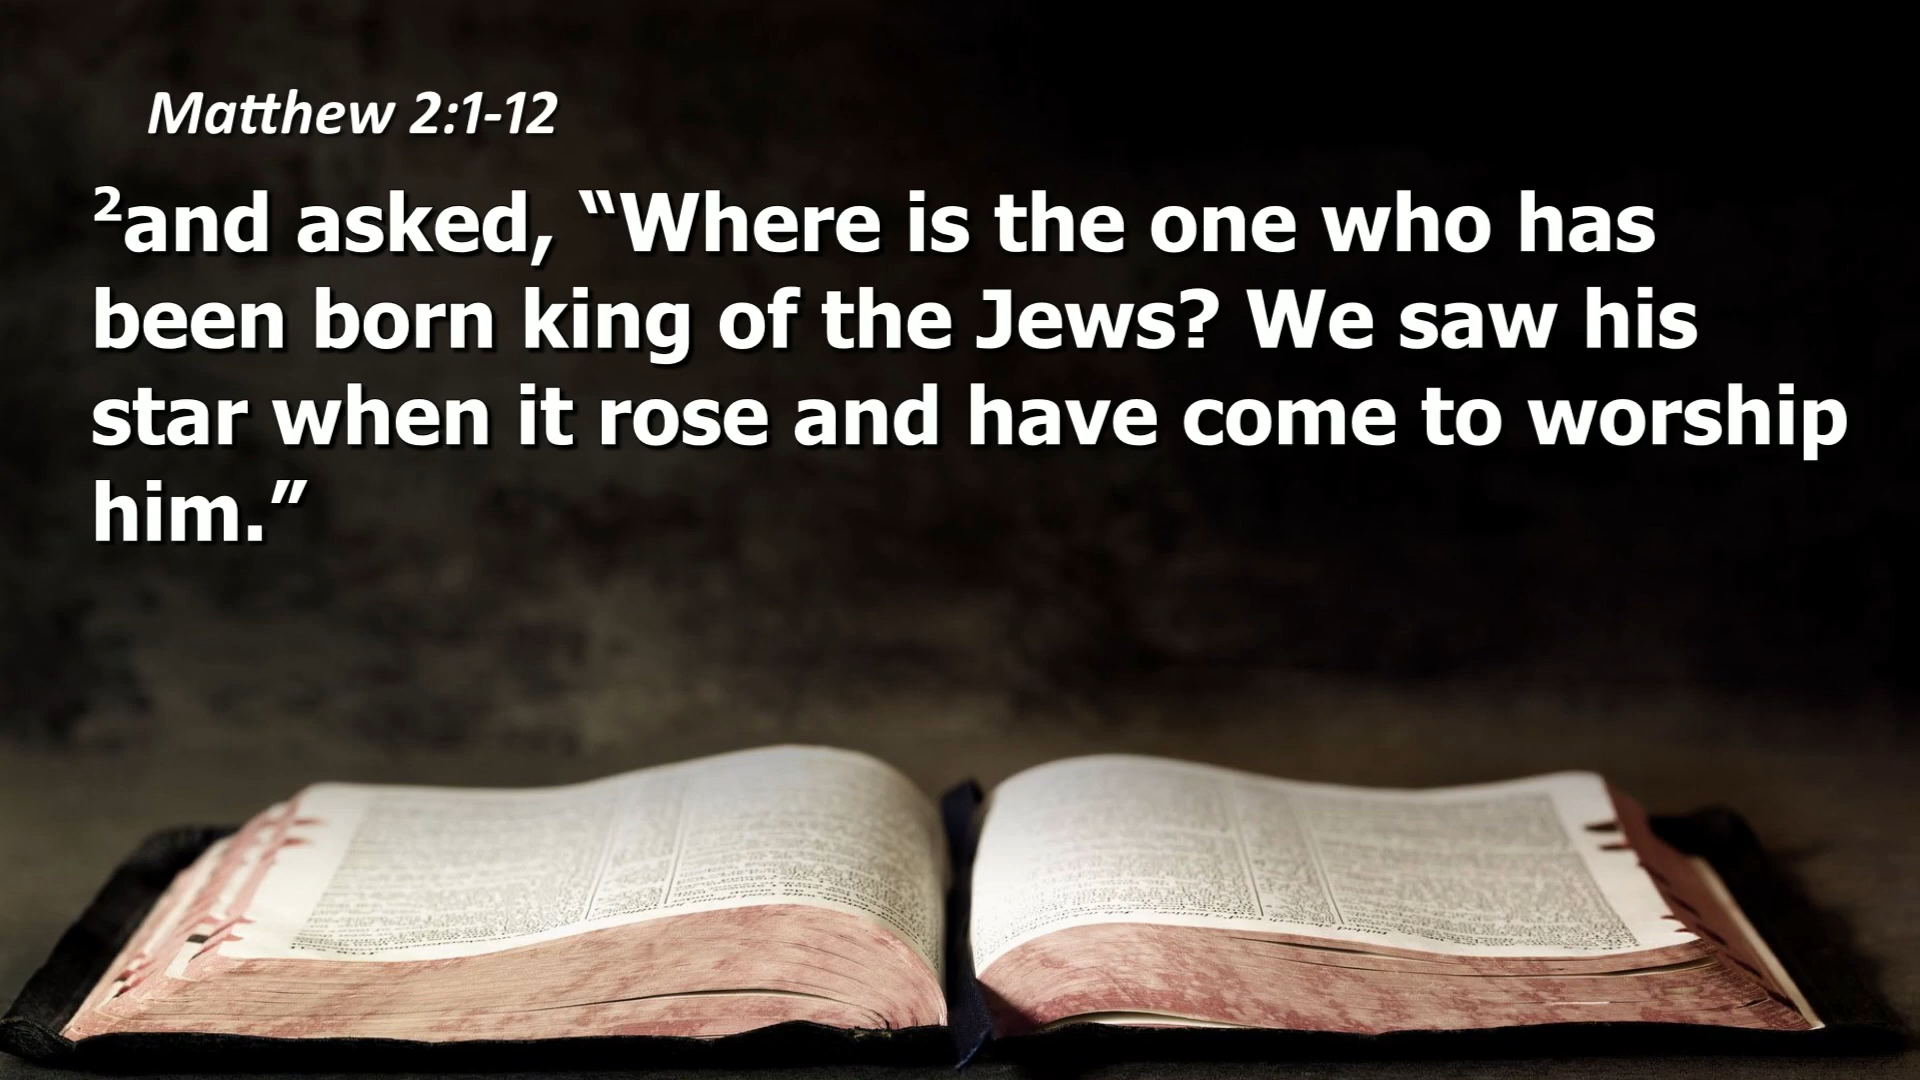 Matthew 2:1-12
²and asked, “Where is the one who has
been born king of the Jews? We saw his
star when it rose and have come to worship
him.”